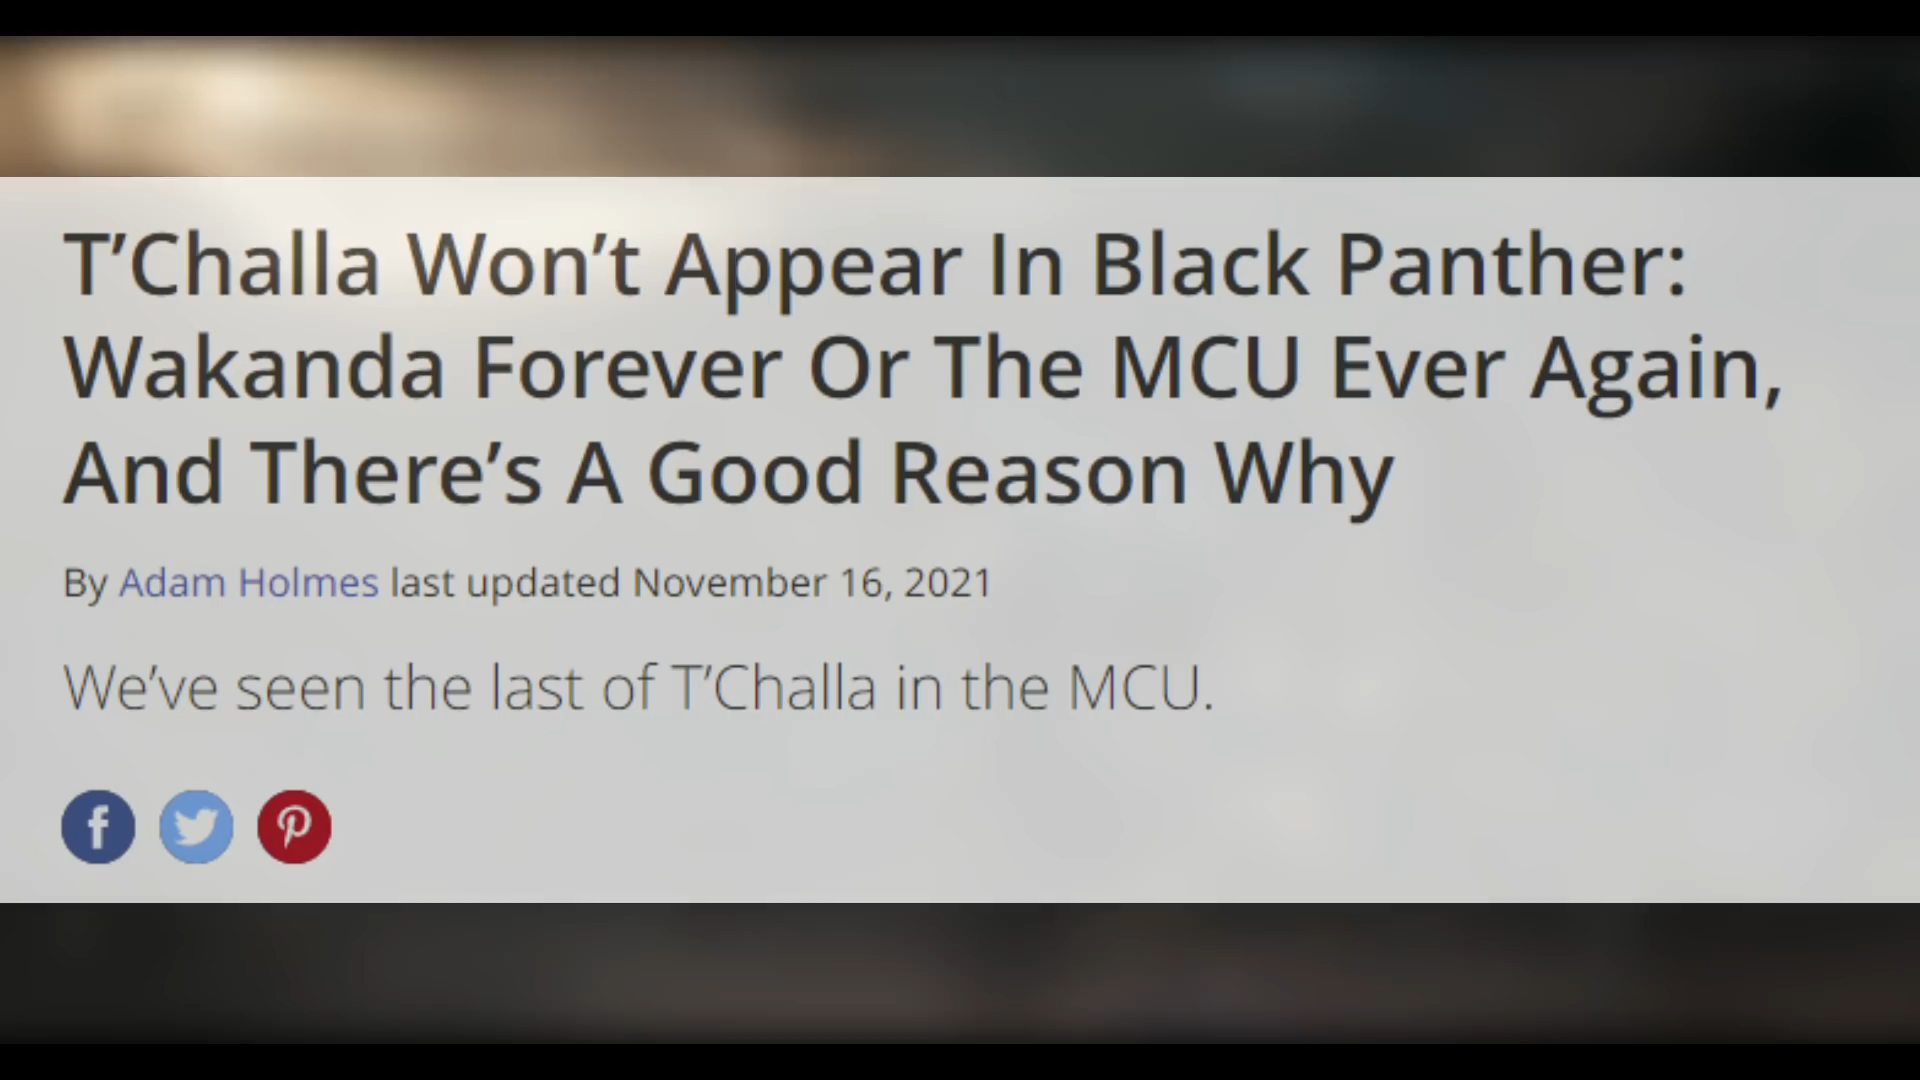 T’Challa Won’t Appear In Black Panther:
Wakanda Forever Or The MCU Ever Again,
And There’s A Good Reason Why
By Adam Holmes last updated November 16, 2021
We’ve seen the last of T’Challa in the MCU.